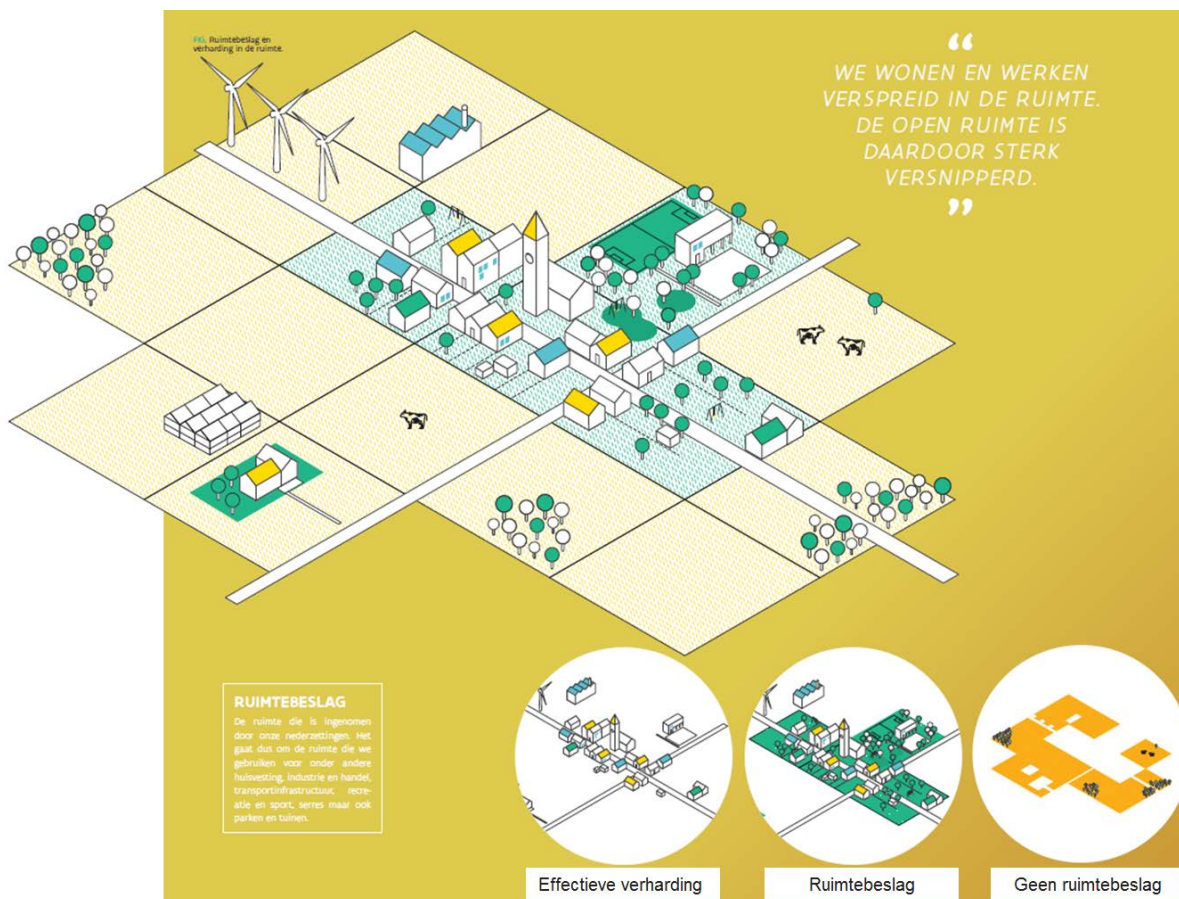 FIG. Ruimtebeslag en
verharding in de ruimte.
“
WE WONEN EN WERKEN
VERSPREID IN DE RUIMTE.
DE OPEN RUIMTE IS
DAARDOOR STERK
VERSNIPPERD.
”
RUIMTEBESLAG
De ruimte die is ingenomen
door onze nederzettingen. Het
gaat dus om de ruimte die we
gebruiken voor onder andere
huisvesting, industrie en handel,
transportinfrastructuur, recre-
atie en sport, serres maar ook
parken en tuinen.
Effectieve verharding
Ruimtebeslag
Geen ruimtebeslag